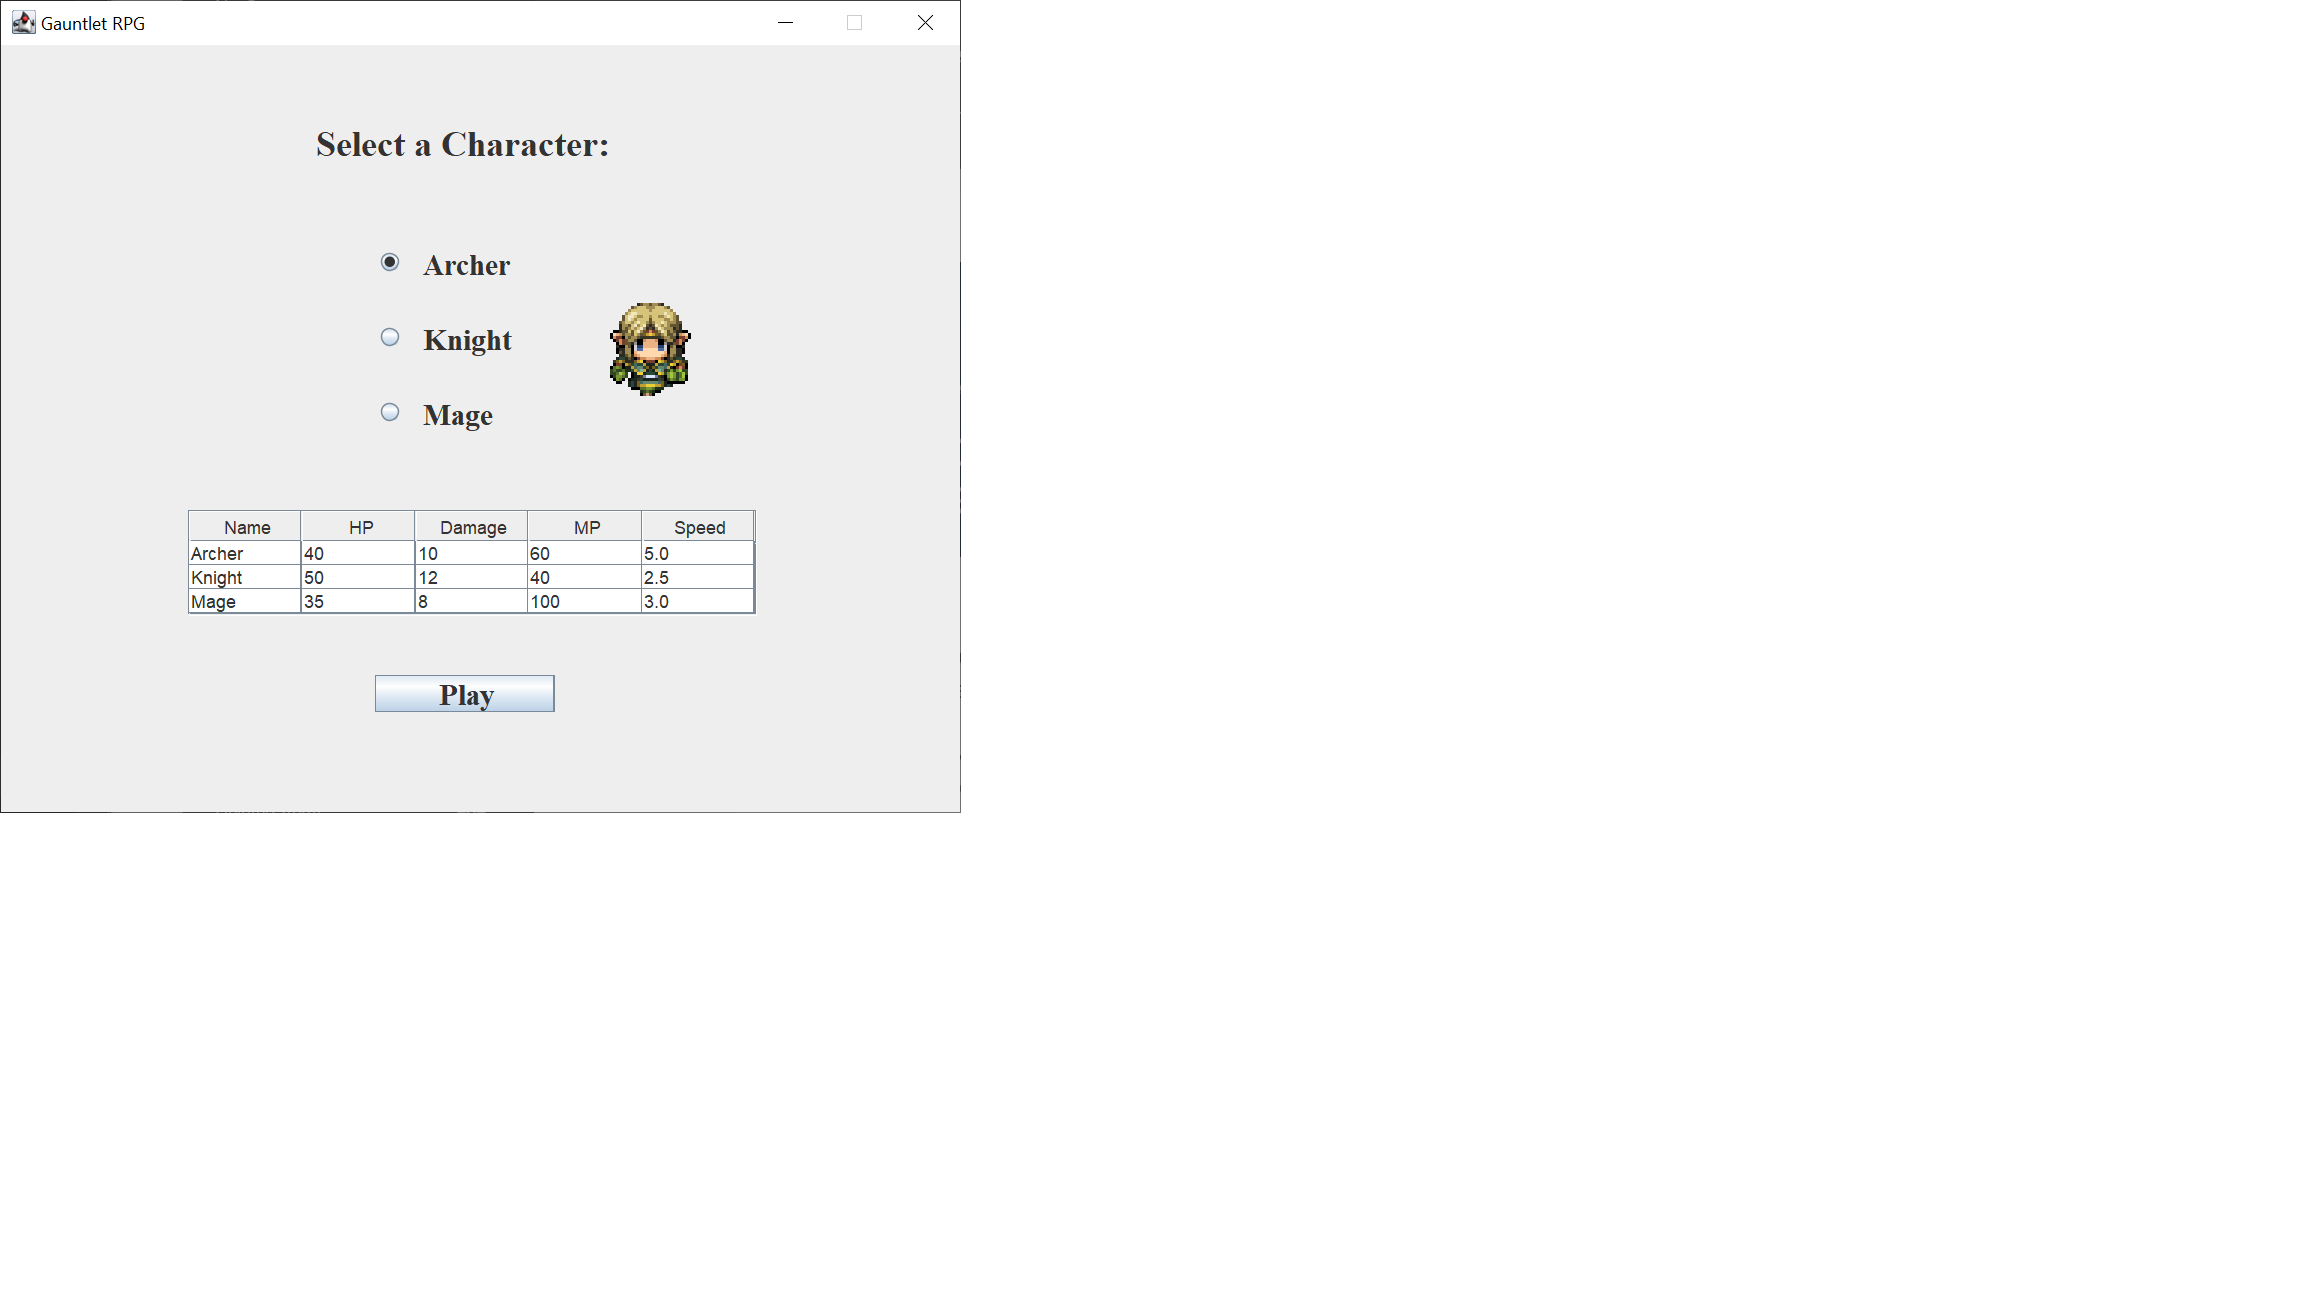 Gauntlet RPG
Select a Character:
Archer
Knight
Mage
Name HP Damage MP Speed
Archer 40 10 60 5.0
Knight 50 12 40 2.5
Mage 35 8 100 3.0
Play